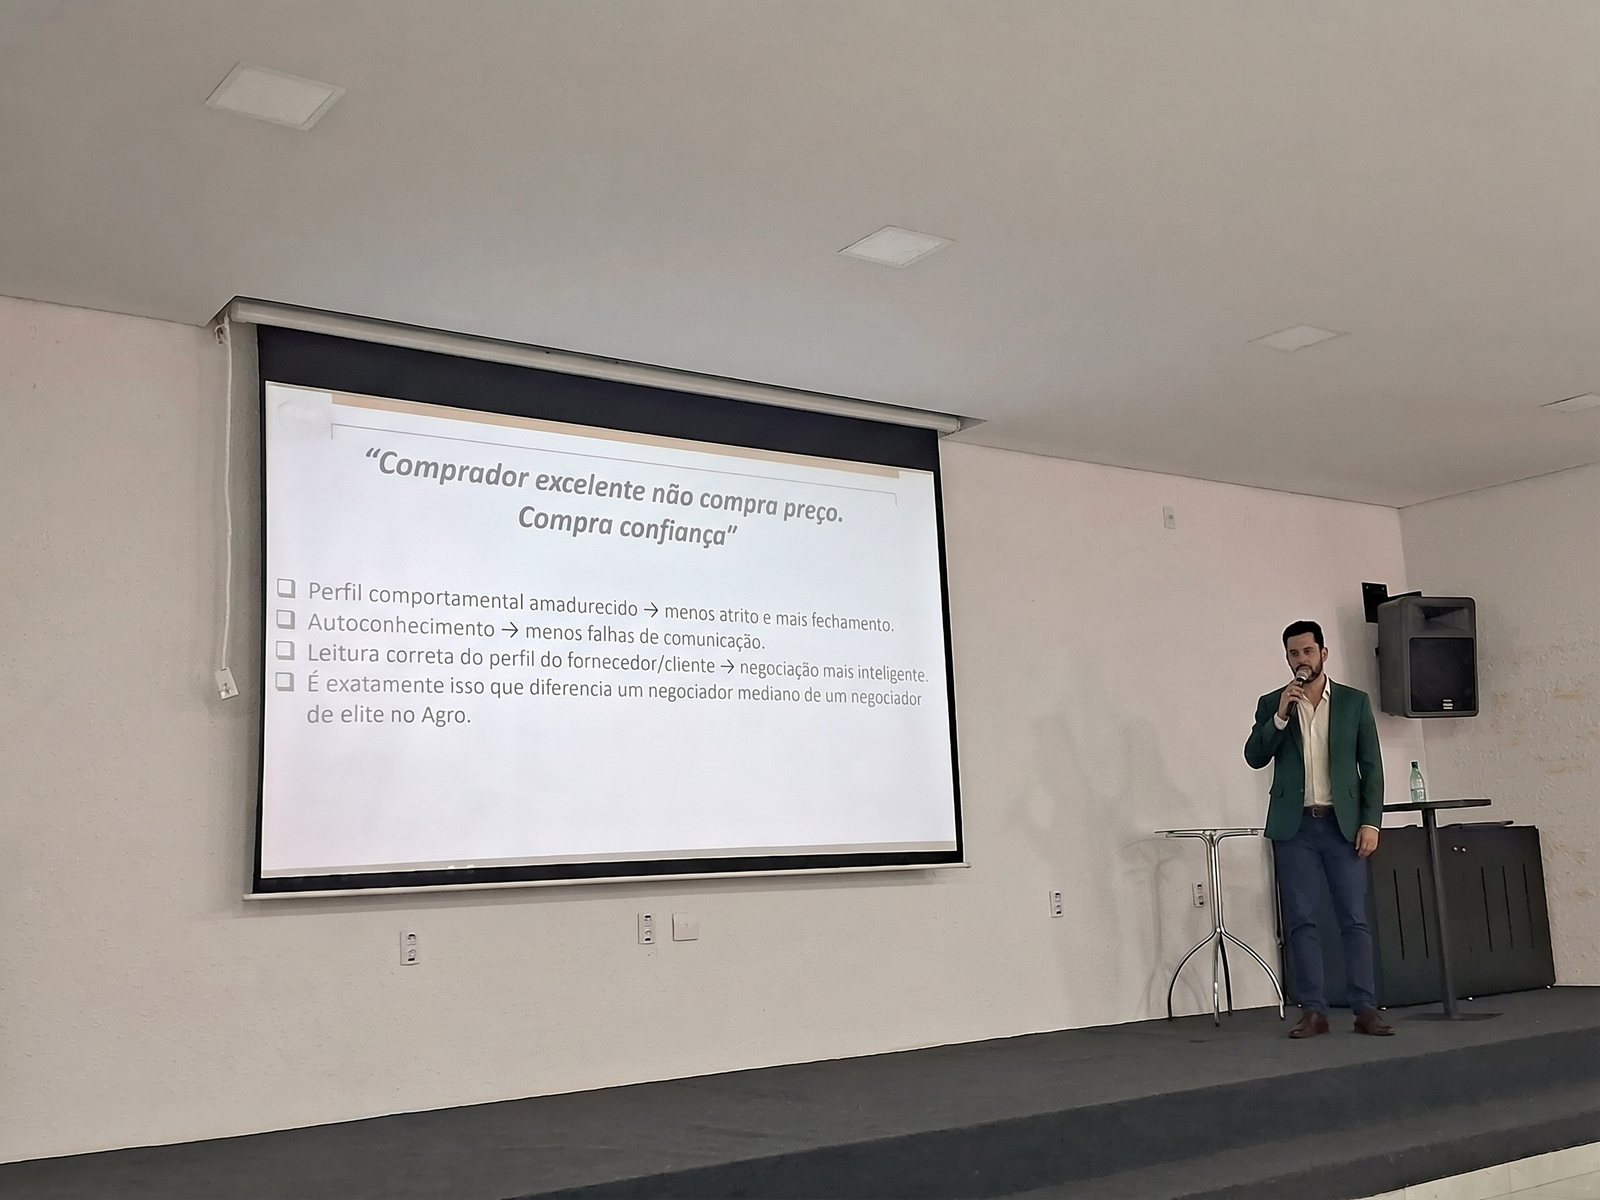 “Comprador excelente não compra preço.
Compra confiança”
Perfil comportamental amadurecido → menos atrito e mais fechamento.
Autoconhecimento → menos falhas de comunicação.
Leitura correta do perfil do fornecedor/cliente → negociação mais inteligente.
É exatamente isso que diferencia um negociador mediano de um negociador
de elite no Agro.